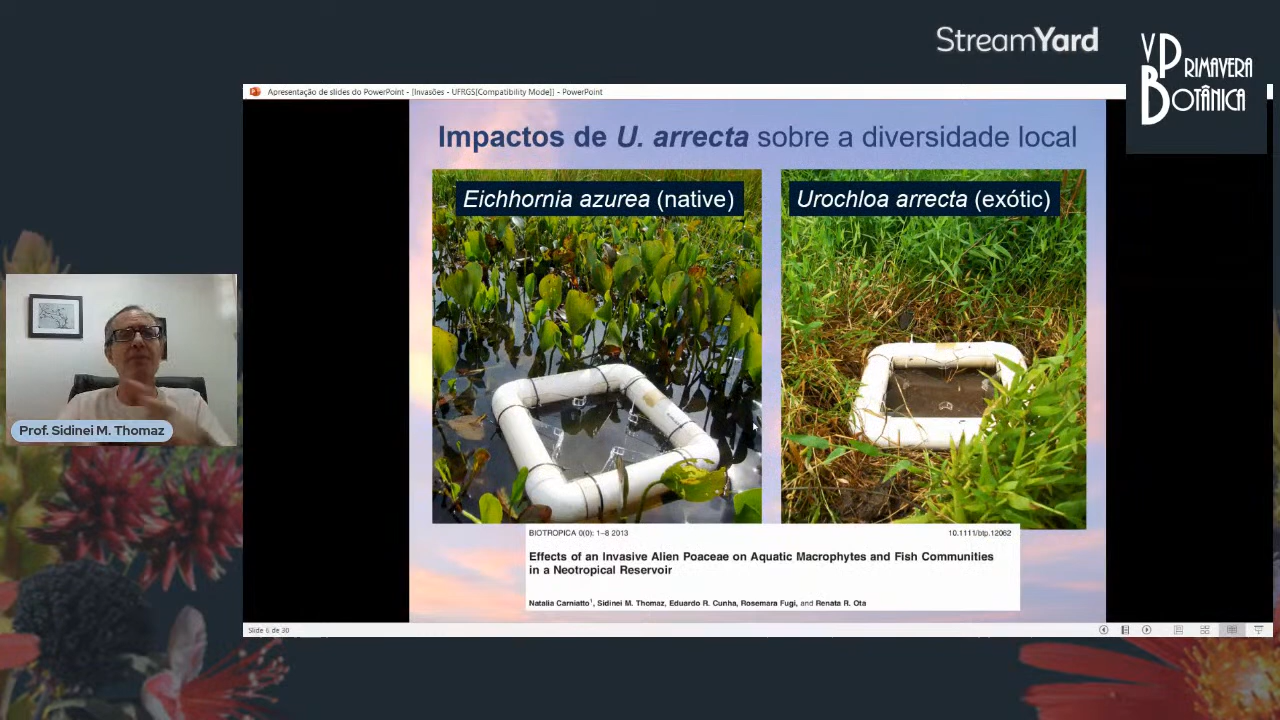 StreamYard
V PRIMAVERA
BOTÂNICA
Apresentação de slides do PowerPoint - [Invasões - UFRGS[Compatibility Mode]] - PowerPoint
Impactos de U. arrecta sobre a diversidade local
Eichhornia azurea (native)
Urochloa arrecta (exótic)
Prof. Sidinei M. Thomaz
BIOTROPICA 0(0): 1–8 2013
10.1111/btp.12062
Effects of an Invasive Alien Poaceae on Aquatic Macrophytes and Fish Communities
in a Neotropical Reservoir
Natalia Carniatto1, Sidinei M. Thomaz, Eduardo R. Cunha, Rosemara Fugi, and Renata R. Ota
Slide 6 de 30